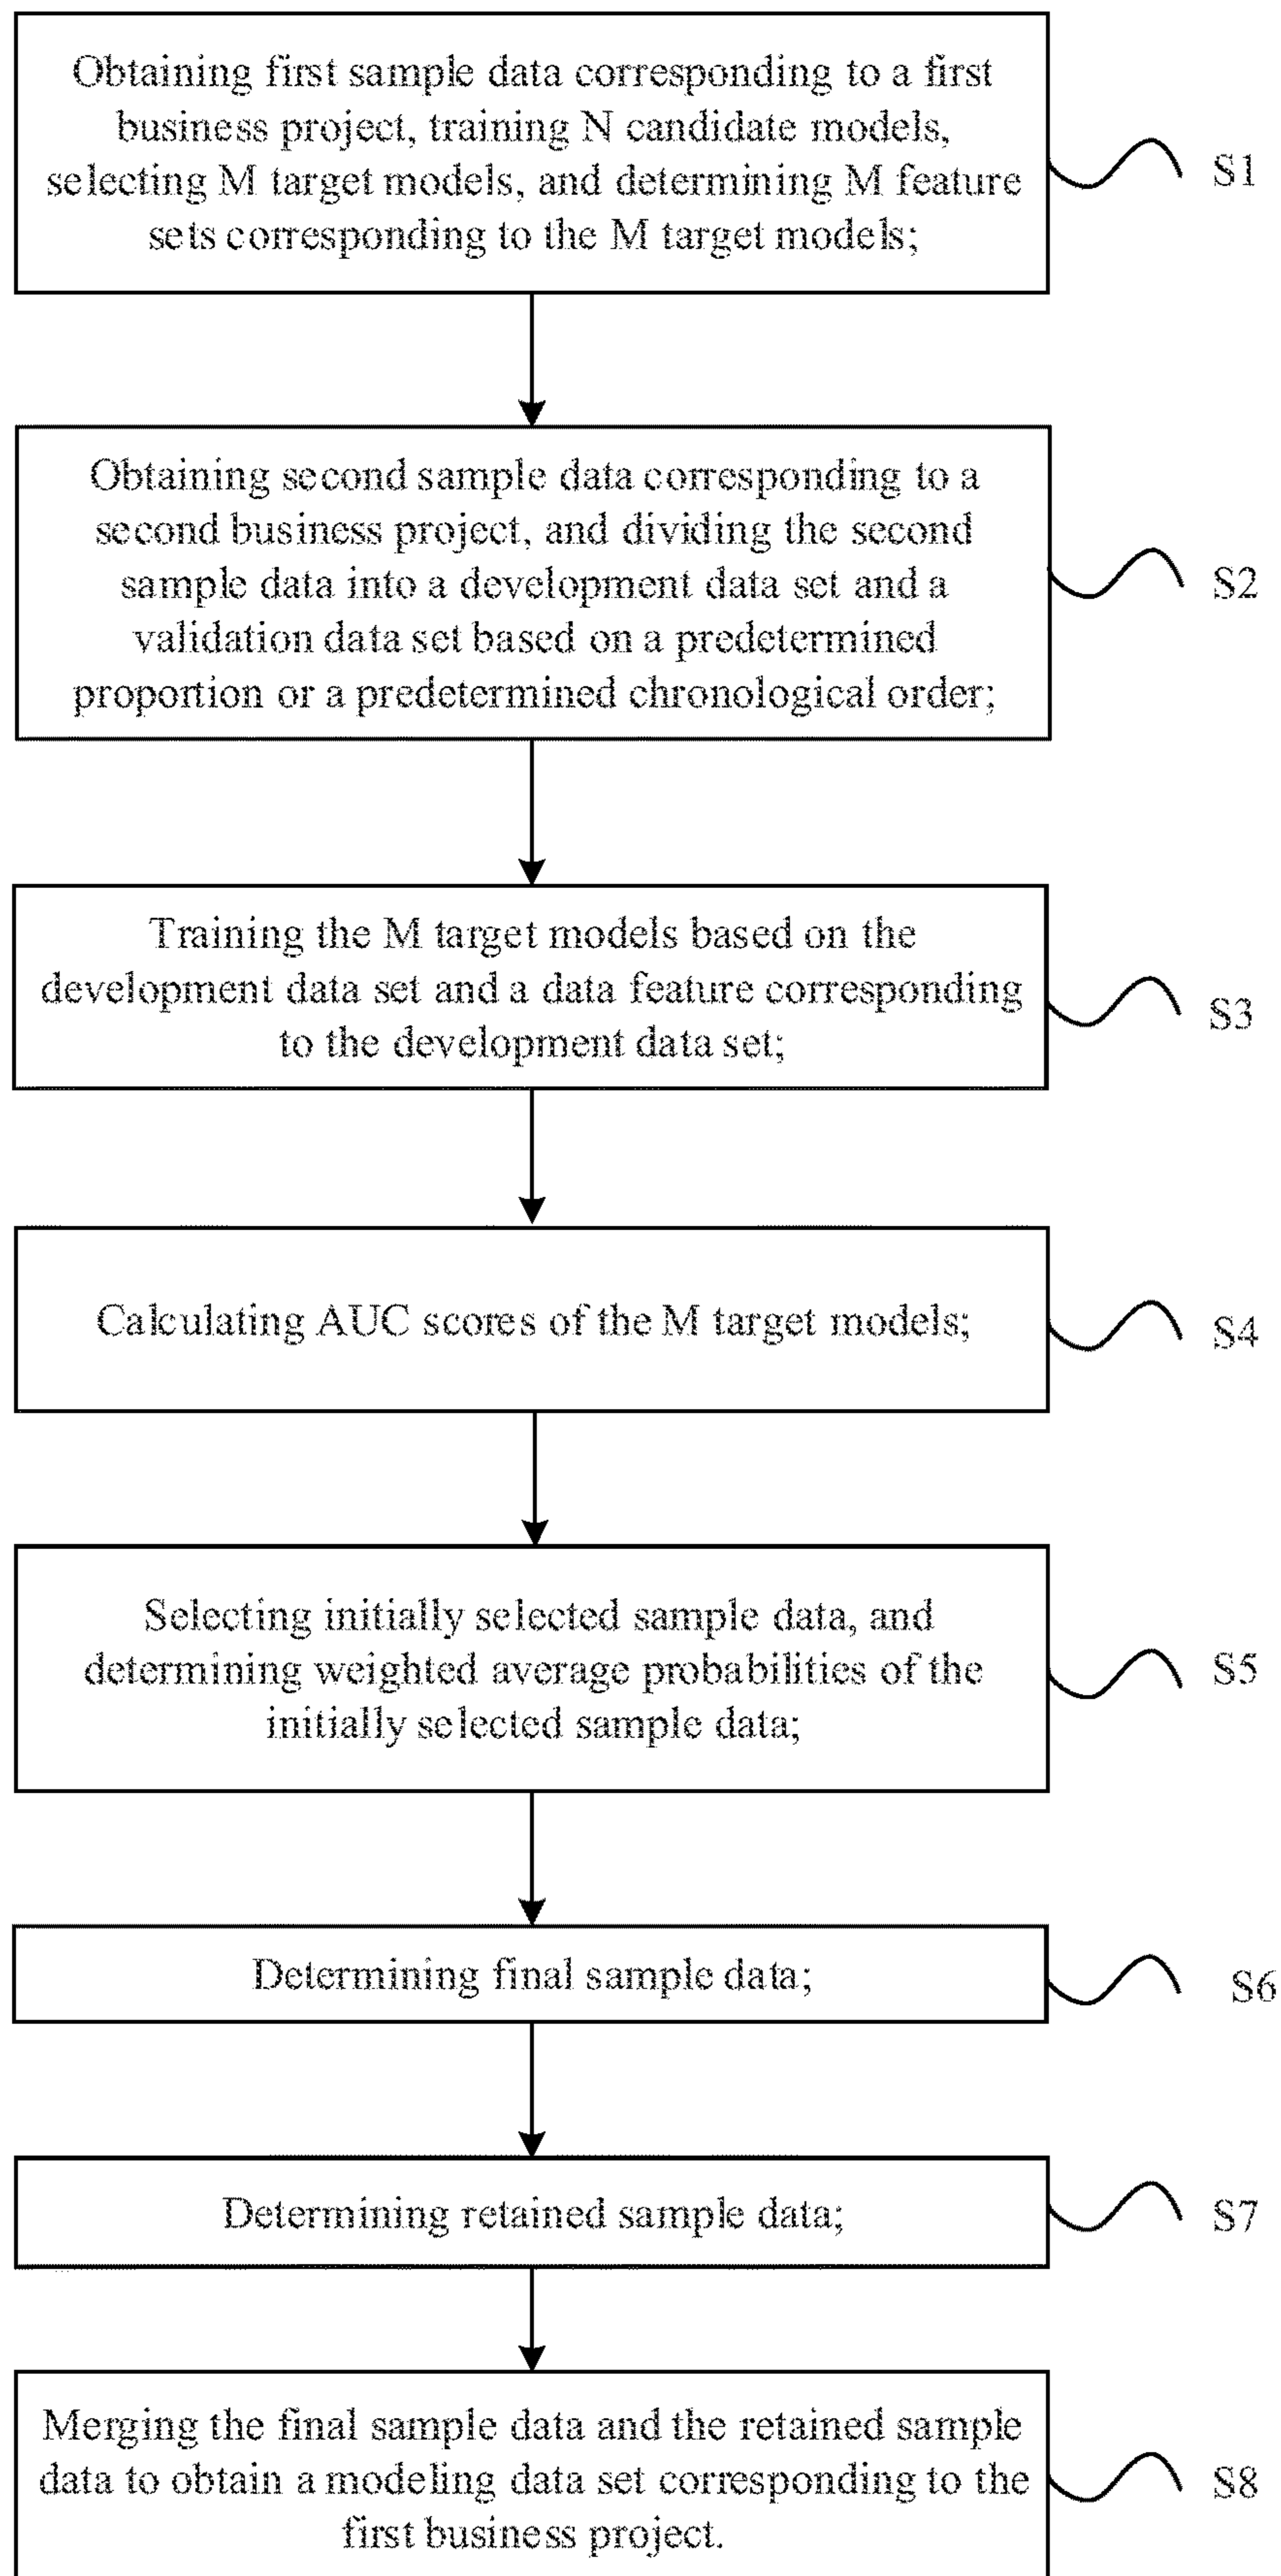 Obtaining first sample data corresponding to a first
business project, training N candidate models,
selecting M target models, and determining M feature
sets corresponding to the M target models;
S1
Obtaining second sample data corresponding to a
second business project, and dividing the second
sample data into a development data set and a
validation data set based on a predetermined
proportion or a predetermined chronological order;
S2
Training the M target models based on the
development data set and a data feature corresponding
to the development data set;
S3
Calculating AUC scores of the M target models;
S4
Selecting initially selected sample data, and
determining weighted average probabilities of the
initially selected sample data;
S5
Determining final sample data;
S6
Determining retained sample data;
S7
Merging the final sample data and the retained sample
data to obtain a modeling data set corresponding to the
first business project.
S8